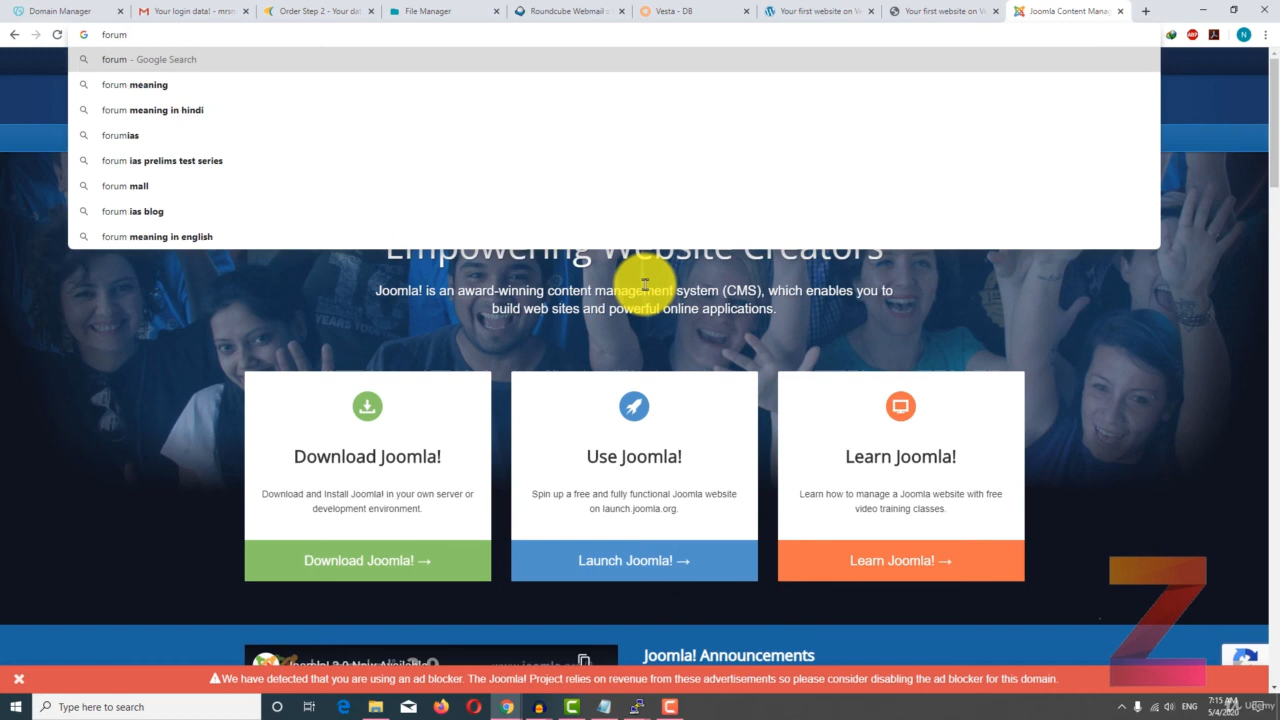 Domain Manager
Your login data! - msm
Order Step 2 - Your dat
File Manager
Roundcube Webmail ::
Vesta - DB
Your first website on V
Your first website on V
Joomla Content Mana
forum
ABP
N
forum - Google Search
forum meaning
forum meaning in hindi
forumias
forum ias prelims test series
forum mall
forum ias blog
forum meaning in english
Empowering Website Creators
Joomla! is an award-winning content management system (CMS), which enables you to
build web sites and powerful online applications.
Download Joomla!
Download and Install Joomla! in your own server or
development environment.
Download Joomla! →
Use Joomla!
Spin up a free and fully functional Joomla website
on launch.joomla.org.
Launch Joomla! →
Learn Joomla!
Learn how to manage a Joomla website with free
video training classes.
Learn Joomla! →
Joomla! Announcements
We have detected that you are using an ad blocker. The Joomla! Project relies on revenue from these advertisements so please consider disabling the ad blocker for this domain.
Type here to search
ENG
7:15 AM
5/4/2020
Udemy